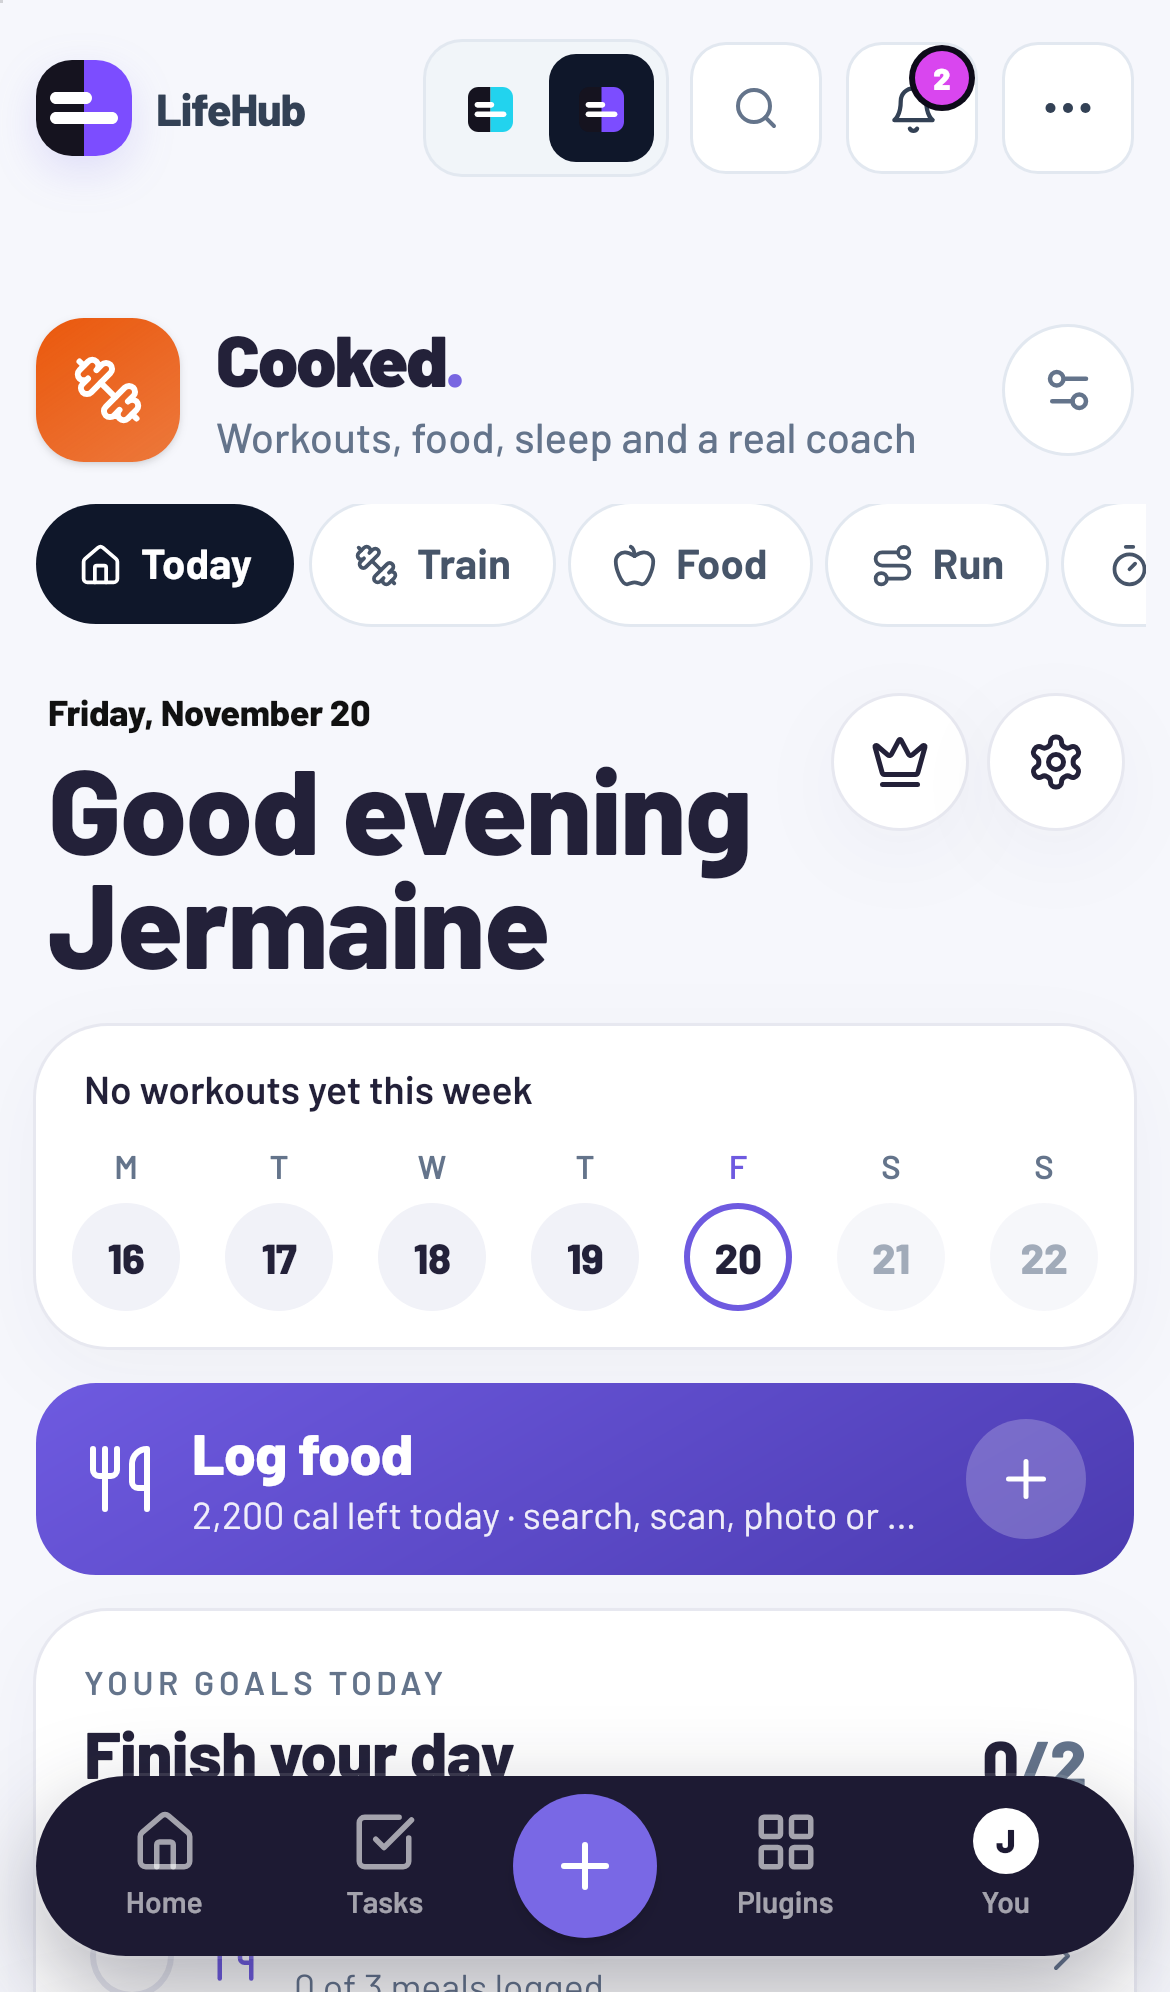 LifeHub
2
Cooked.
Workouts, food, sleep and a real coach
Today
Train
Food
Run
Friday, November 20
Good evening
Jermaine
No workouts yet this week
M T W T F S S
16 17 18 19 20 21 22
Log food
2,200 cal left today · search, scan, photo or ...
YOUR GOALS TODAY
Finish your day
0/2
Home
Tasks
Plugins
J
You
0 of 3 meals logged